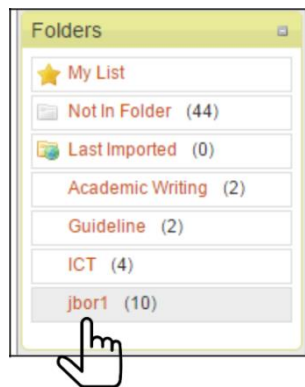 Folders
My List
Not In Folder (44)
Last Imported (0)
Academic Writing (2)
Guideline (2)
ICT (4)
jbor1 (10)